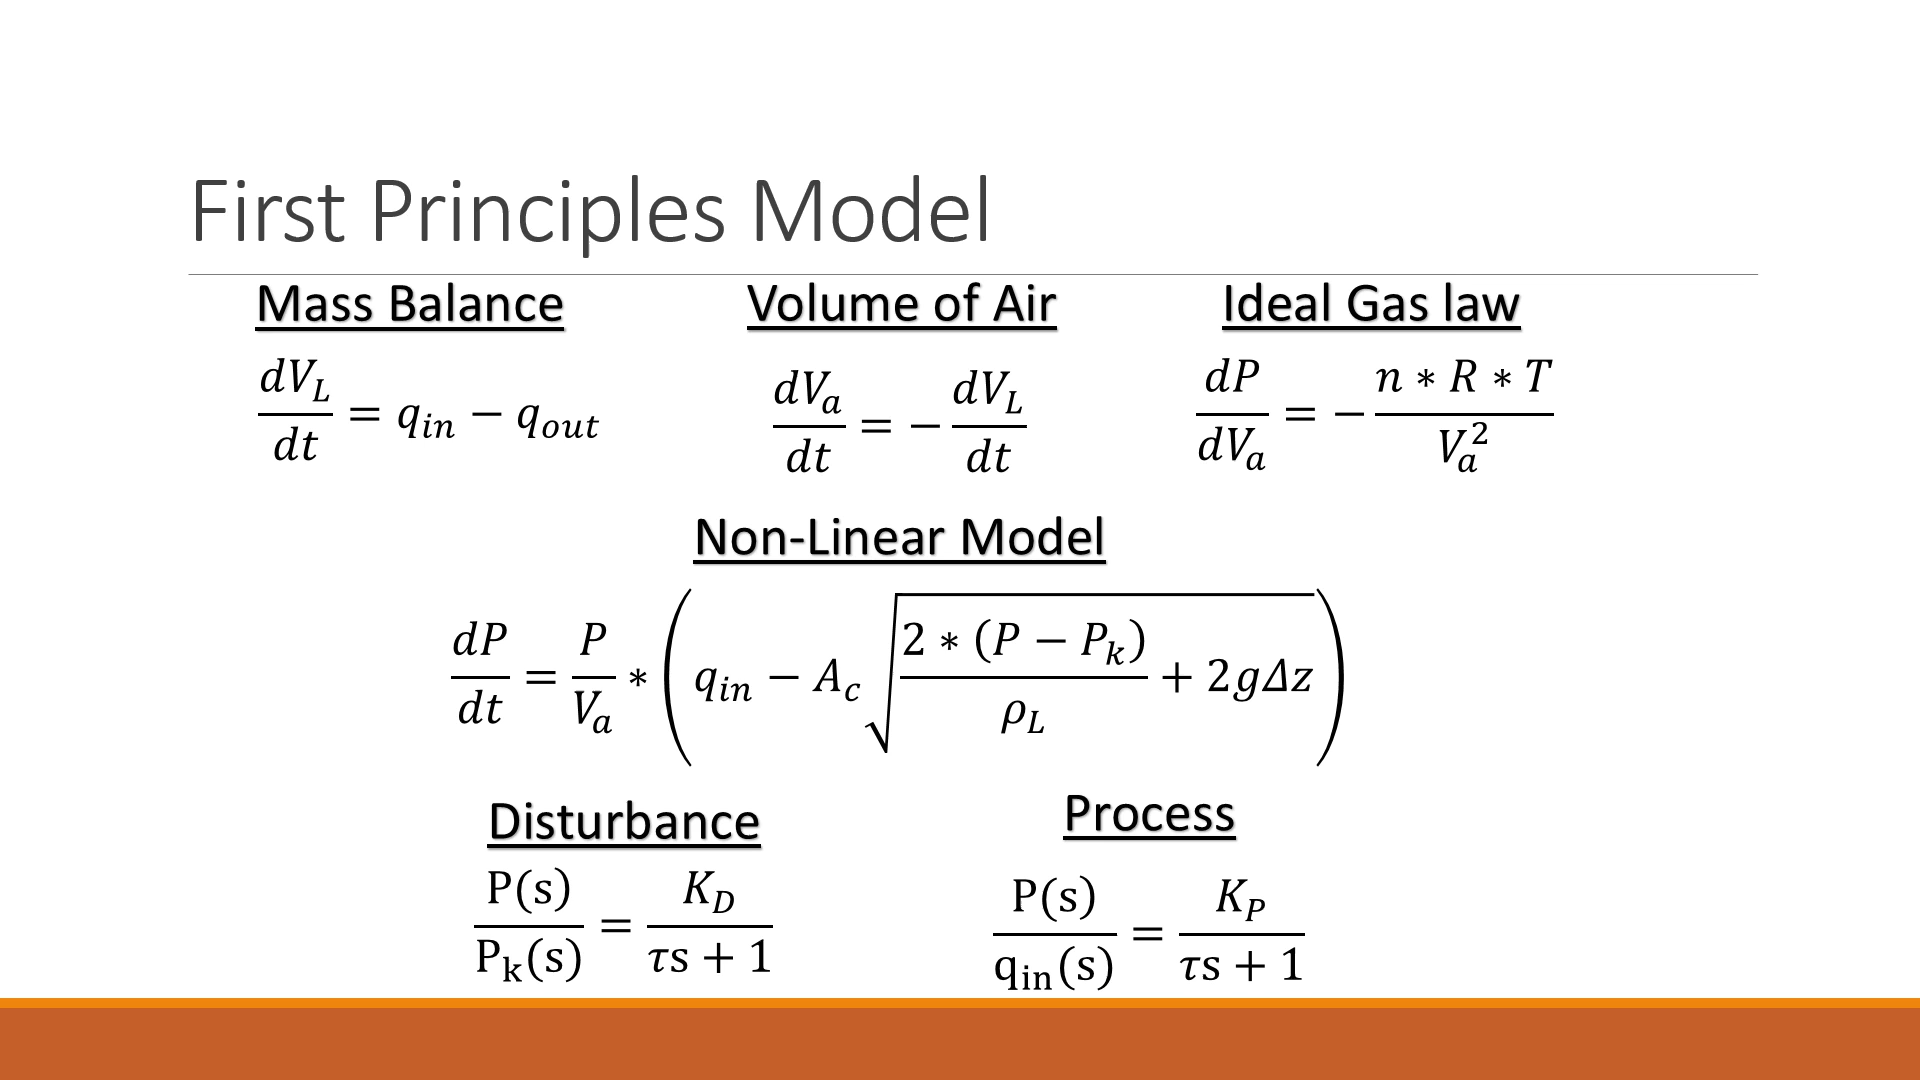 First Principles Model
Mass Balance
Volume of Air
Ideal Gas law
dV_L/dt = q_in − q_out
dV_a/dt = − dV_L/dt
dP/dV_a = − (n ∗ R ∗ T)/V_a^2
Non-Linear Model
dP/dt = P/V_a ∗ (q_in − A_c √(2 ∗ (P − P_k)/ρ_L + 2gΔz))
Disturbance
Process
P(s)/P_k(s) = K_D/(τs + 1)
P(s)/q_in(s) = K_P/(τs + 1)